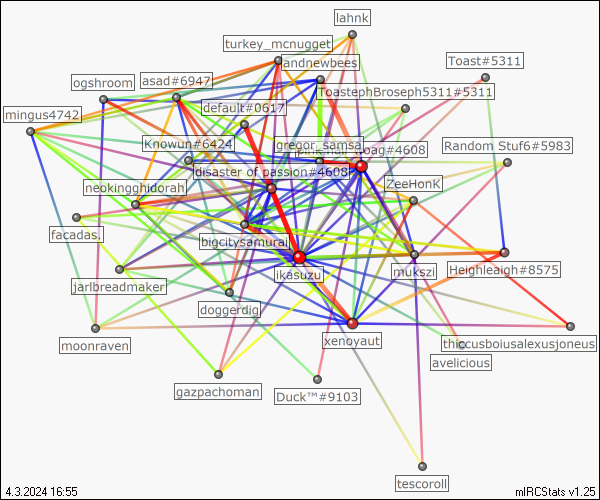 lahnk
turkey_mcnugget
andnewbees
Toast#5311
asad#6947
ogshroom
ToastephBroseph5311#5311
default#0617
mingus4742
Knowun#6424
gregor_samsa
oag#4608
Random Stuf6#5983
disaster of passion#4608
neokingghidorah
ZeeHonK
facadas.
bigcitysamurai
ikasuzu
mukszi
Heighleaigh#8575
jarlbreadmaker
doggerdig
moonraven
xenoyaut
thiccusboiusalexusjoneus
avelicious
gazpachoman
Duck™#9103
tescoroll
4.3.2024 16:55
mIRCStats v1.25